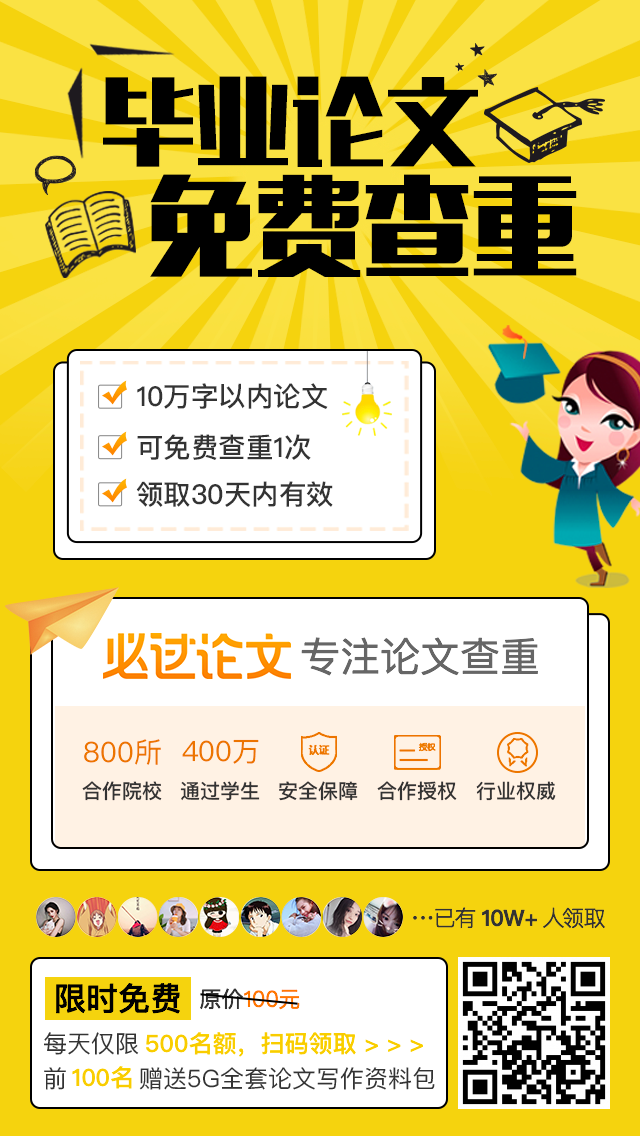 毕业论文
免费查重
10万字以内论文
可免费查重1次
领取30天内有效
必过论文 专注论文查重
800所 400万 认证 授权
合作院校 通过学生 安全保障 合作授权 行业权威
···已有 10W+ 人领取
限时免费 原价100元
每天仅限 500名额，扫码领取 > > >
前 100名 赠送5G全套论文写作资料包